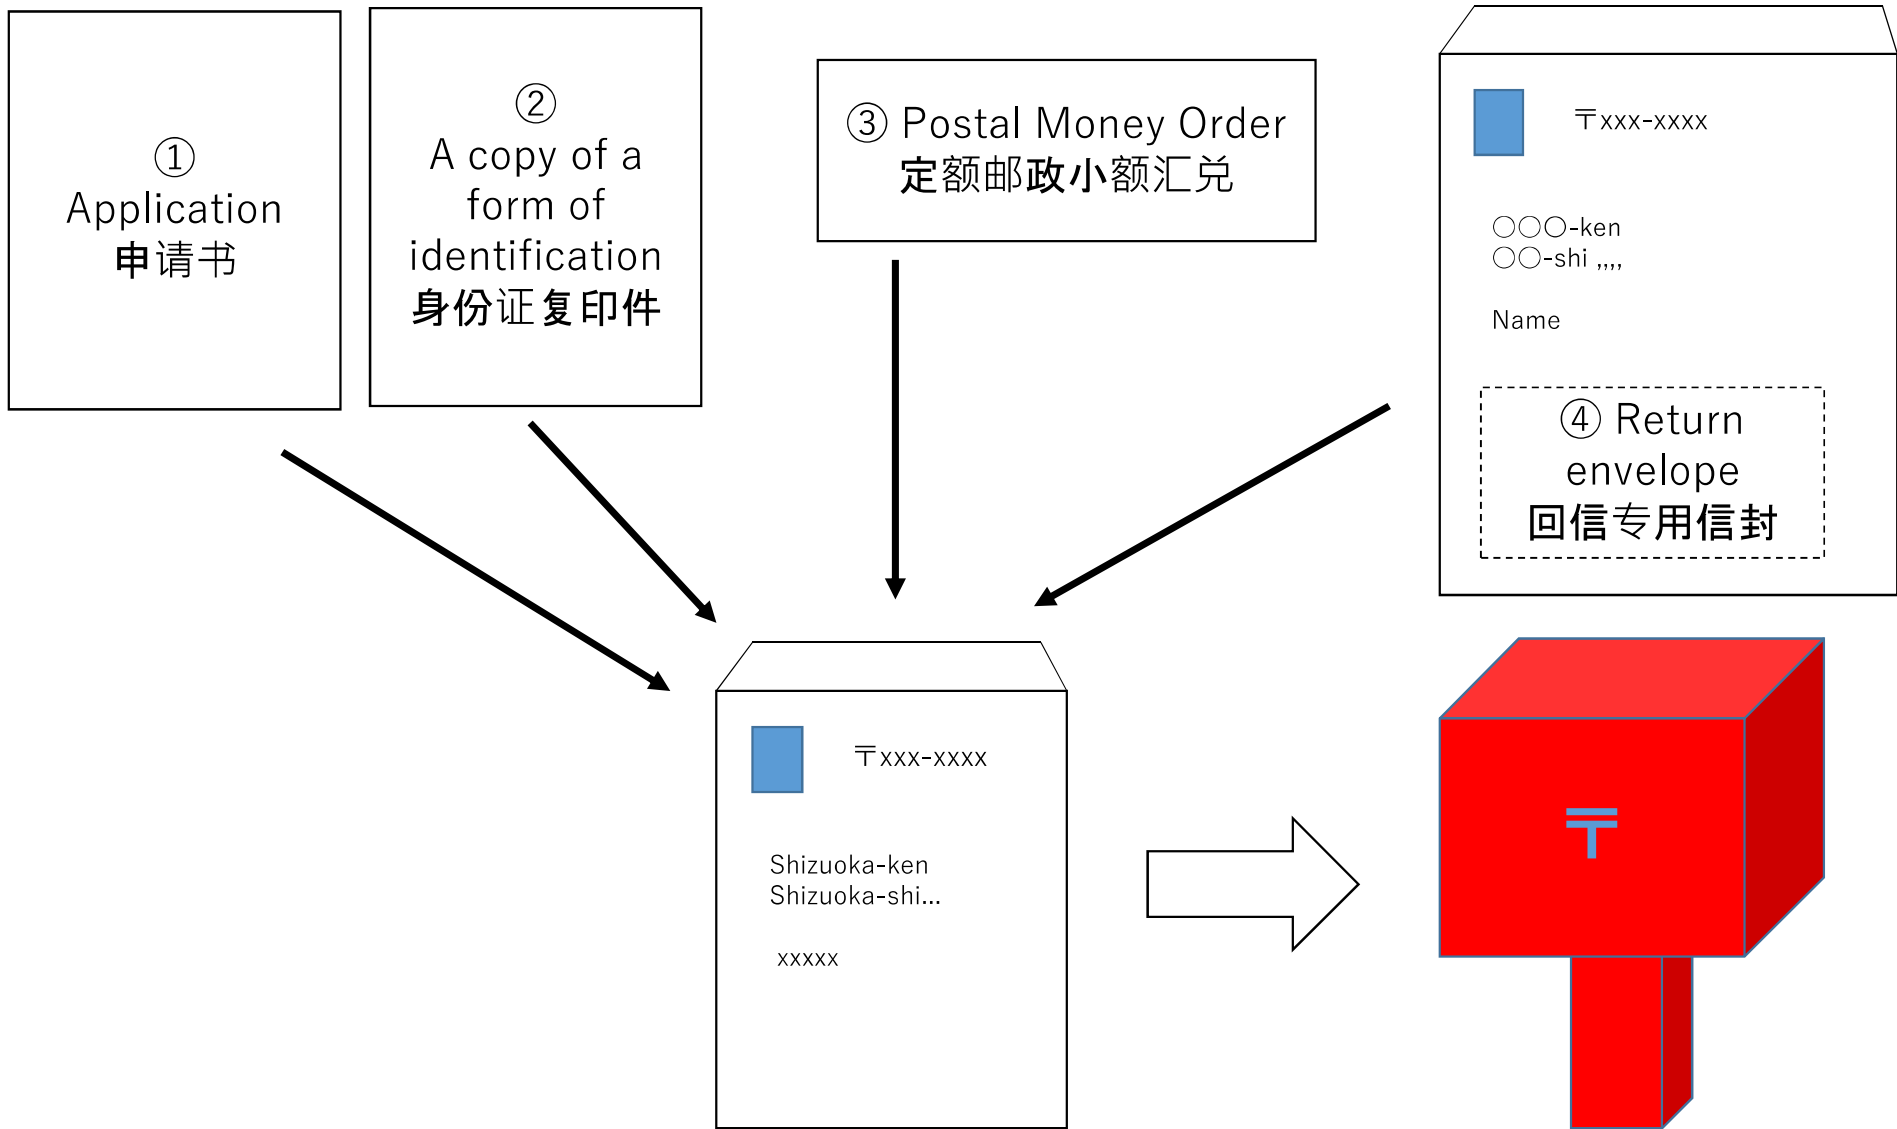 ①
Application
申请书
②
A copy of a
form of
identification
身份证复印件
③ Postal Money Order
定额邮政小额汇兑
〒xxx-xxxx
○○○-ken
○○-shi ,,,,
Name
④ Return
envelope
回信专用信封
〒xxx-xxxx
Shizuoka-ken
Shizuoka-shi...
xxxxx
〒